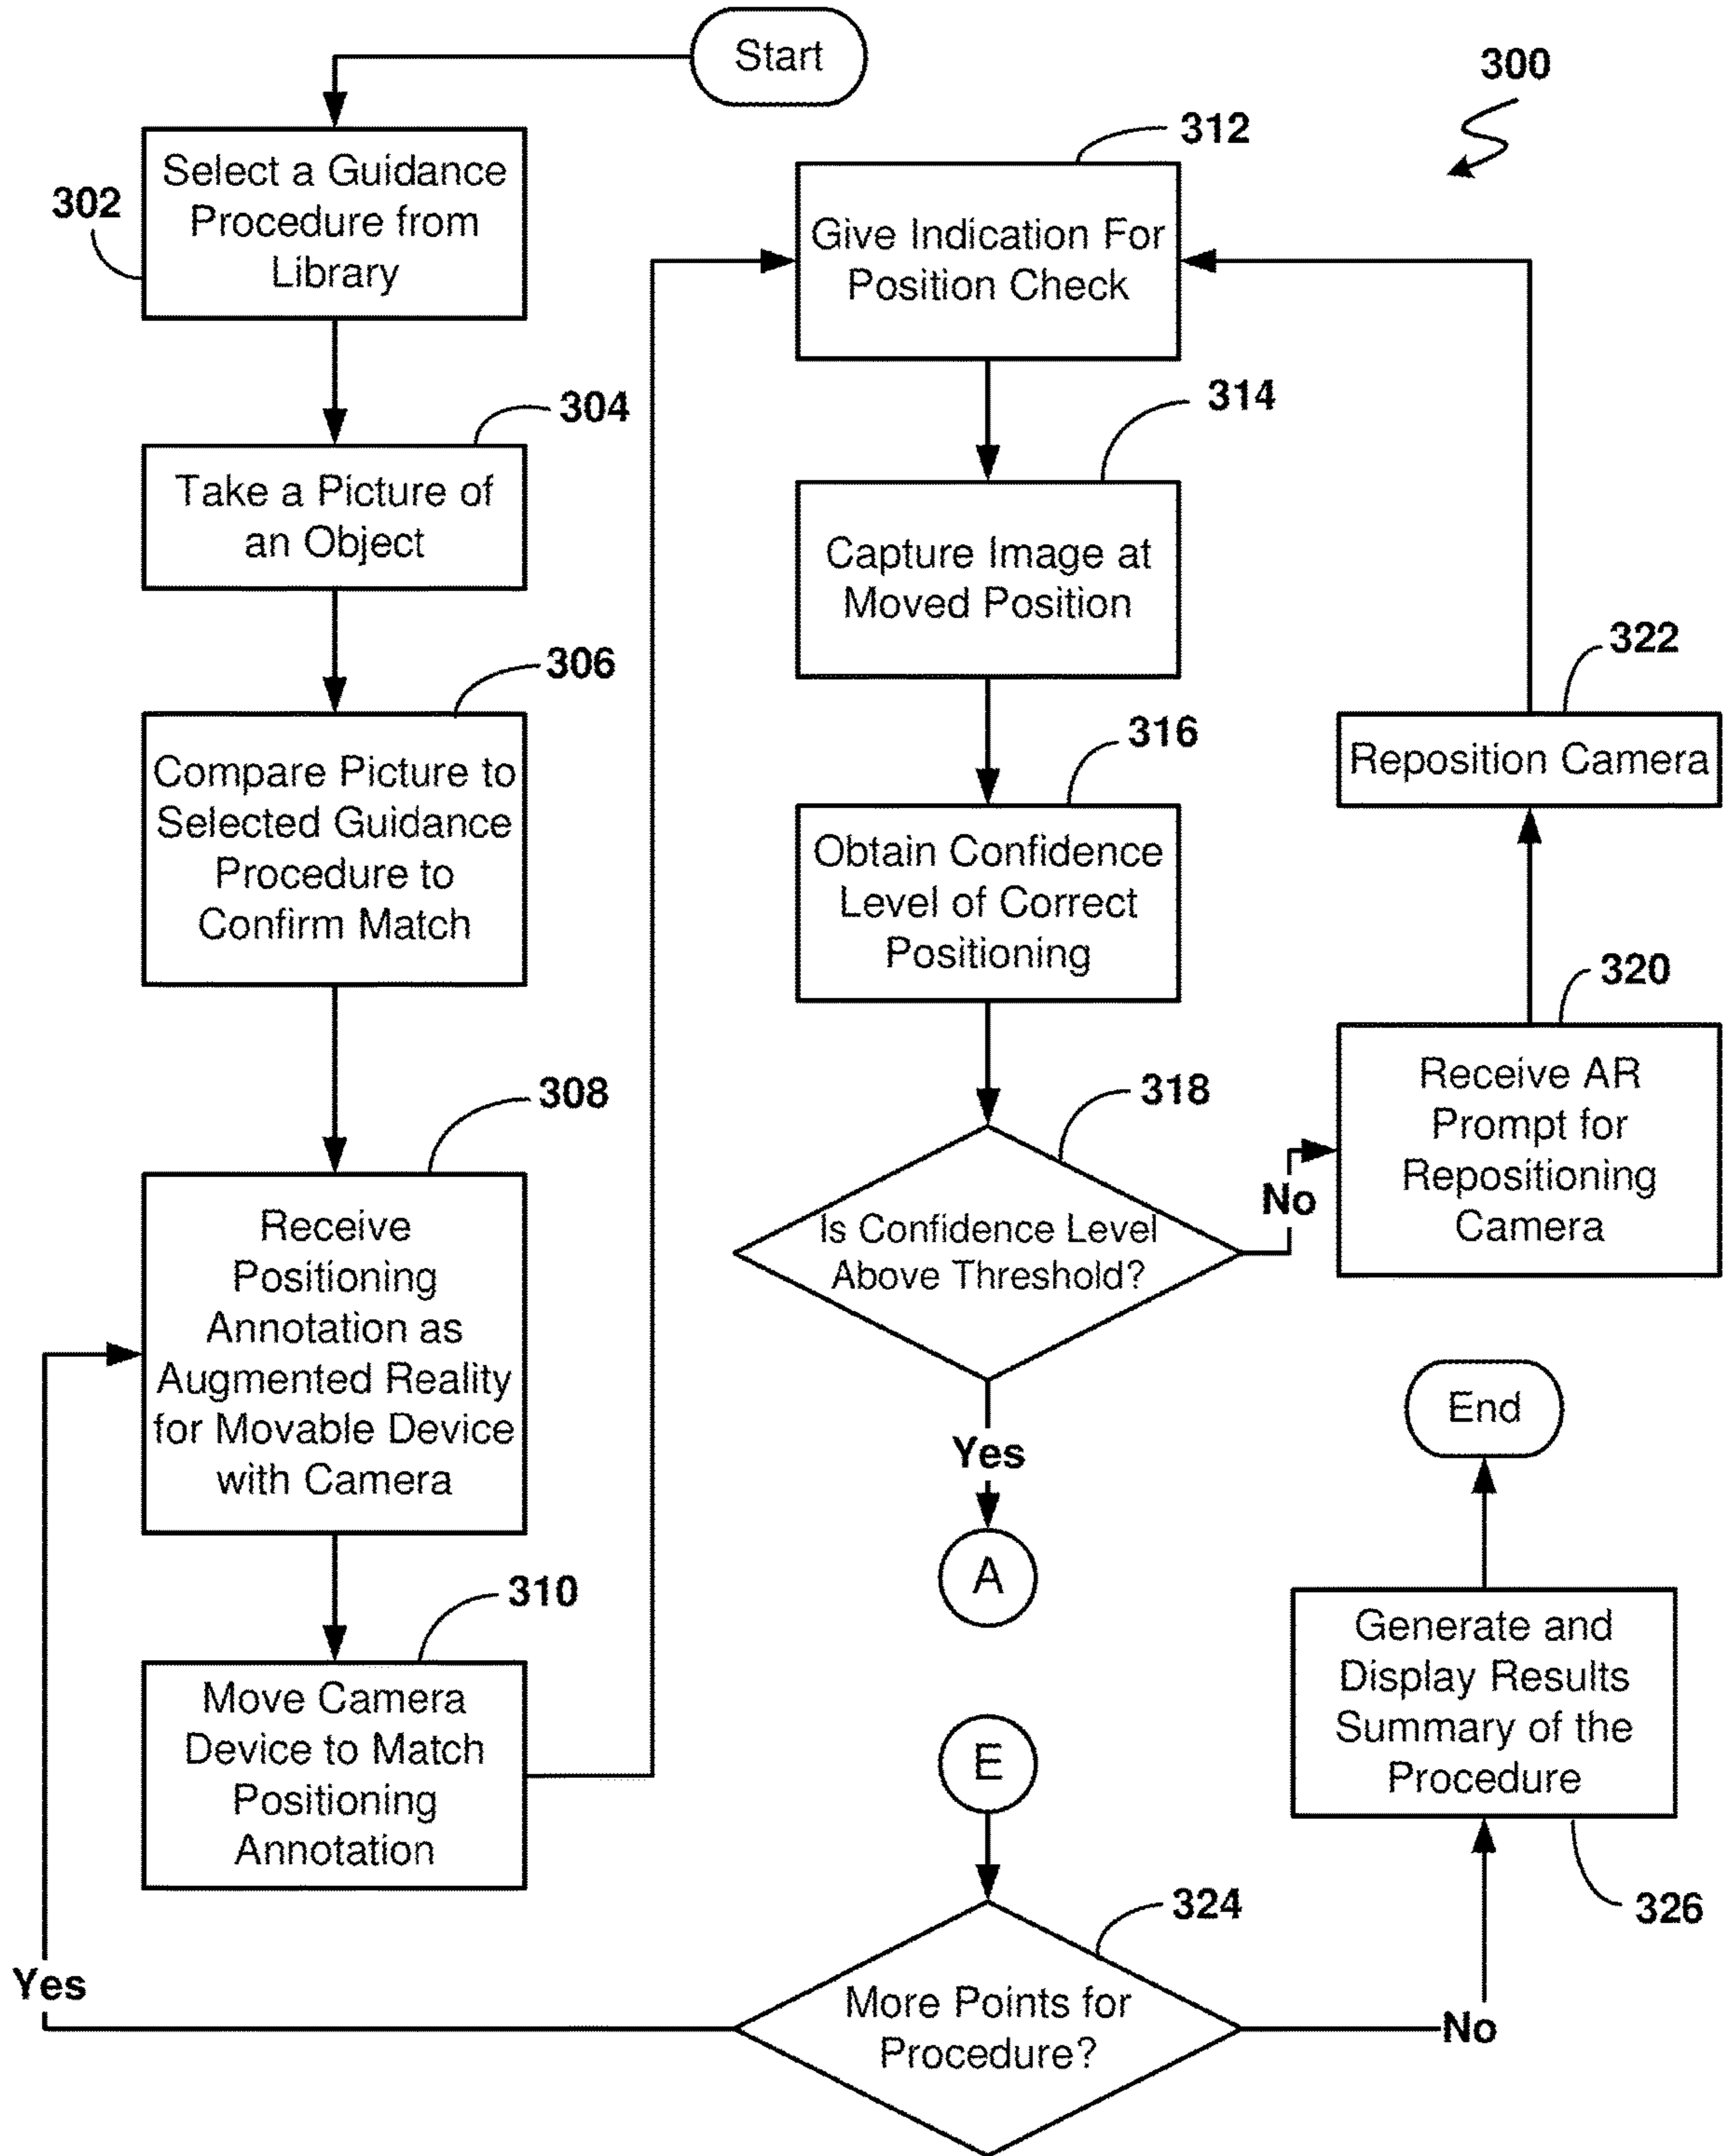 Start
300
302
Select a Guidance
Procedure from
Library
304
Take a Picture of
an Object
306
Compare Picture to
Selected Guidance
Procedure to
Confirm Match
308
Receive
Positioning
Annotation as
Augmented Reality
for Movable Device
with Camera
310
Move Camera
Device to Match
Positioning
Annotation
312
Give Indication For
Position Check
314
Capture Image at
Moved Position
316
Obtain Confidence
Level of Correct
Positioning
318
Is Confidence Level
Above Threshold?
No
Yes
A
320
Receive AR
Prompt for
Repositioning
Camera
322
Reposition Camera
E
324
More Points for
Procedure?
Yes
No
326
Generate and
Display Results
Summary of the
Procedure
End